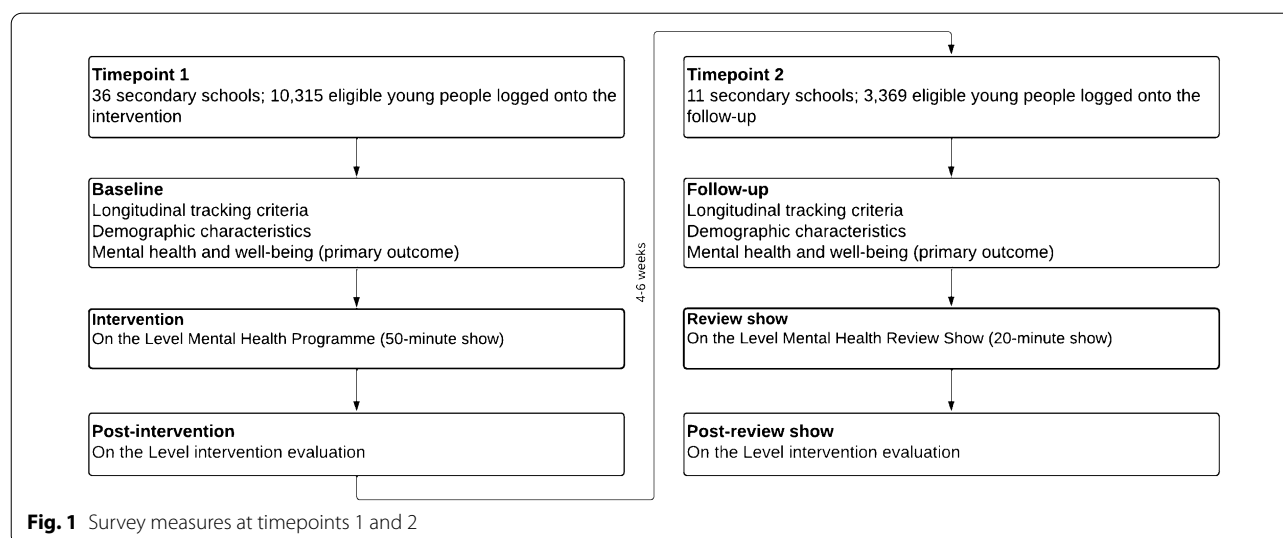 Timepoint 1
36 secondary schools; 10,315 eligible young people logged onto the
intervention
Baseline
Longitudinal tracking criteria
Demographic characteristics
Mental health and well-being (primary outcome)
Intervention
On the Level Mental Health Programme (50-minute show)
Post-intervention
On the Level intervention evaluation
4-6 weeks
Timepoint 2
11 secondary schools; 3,369 eligible young people logged onto the
follow-up
Follow-up
Longitudinal tracking criteria
Demographic characteristics
Mental health and well-being (primary outcome)
Review show
On the Level Mental Health Review Show (20-minute show)
Post-review show
On the Level intervention evaluation
Fig. 1 Survey measures at timepoints 1 and 2